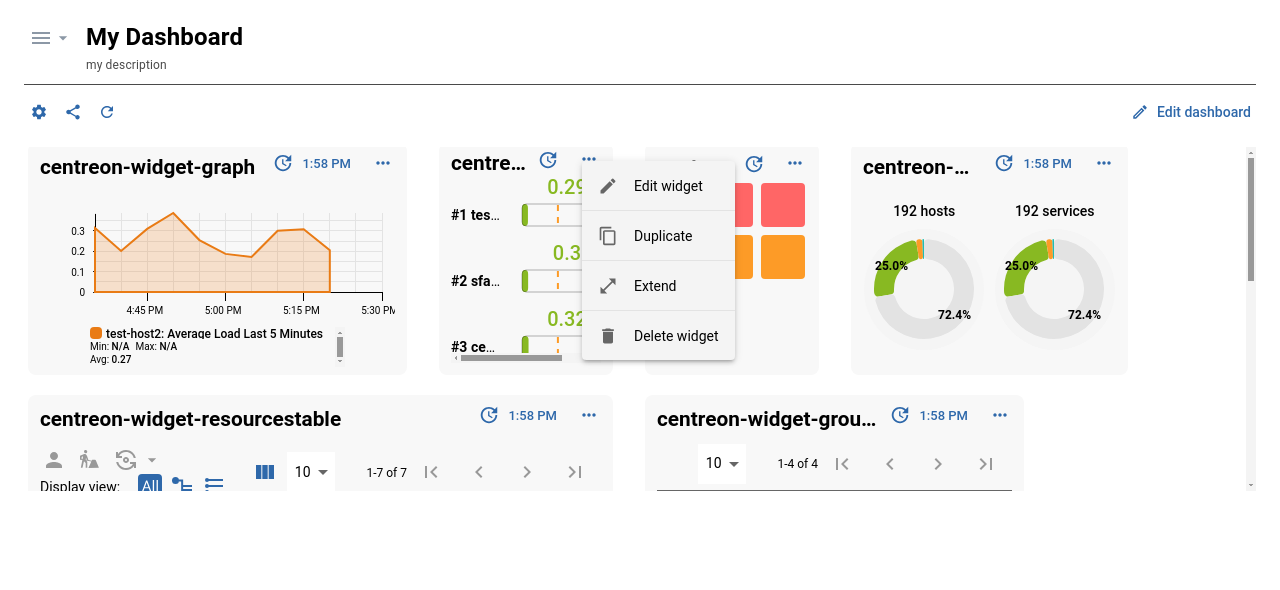 My Dashboard
my description
Edit dashboard
centreon-widget-graph
1:58 PM
0.3
0.2
0.1
0
4:45 PM
5:00 PM
5:15 PM
5:30 PM
test-host2: Average Load Last 5 Minutes
Min: N/A Max: N/A
Avg: 0.27
centre...
0.29
#1 tes...
0.3
#2 sfa...
0.32
#3 ce...
Edit widget
Duplicate
Extend
Delete widget
centreon-...
1:58 PM
192 hosts
192 services
25.0%
72.4%
25.0%
72.4%
centreon-widget-resourcestable
1:58 PM
10
1-7 of 7
Display view:
All
centreon-widget-grou...
1:58 PM
10
1-4 of 4